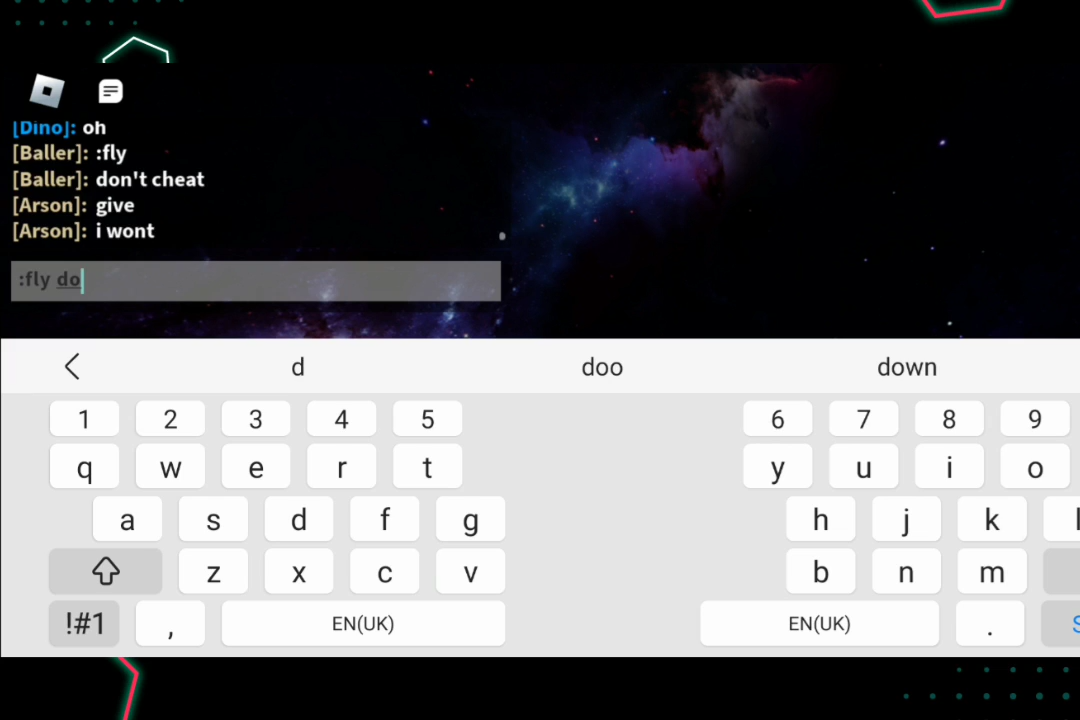 [Dino]: oh
[Baller]: :fly
[Baller]: don't cheat
[Arson]: give
[Arson]: i wont
:fly do
d doo down
1 2 3 4 5 6 7 8 9
q w e r t y u i o
a s d f g h j k l
z x c v b n m
!#1 , EN(UK) EN(UK) . S